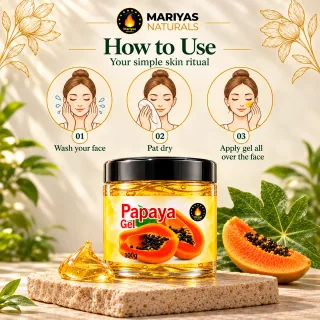 MARIYAS
NATURALS
How to Use
Your simple skin ritual
01
02
03
Wash your face
Pat dry
Apply gel all
over the face
Papaya
Gel
100g